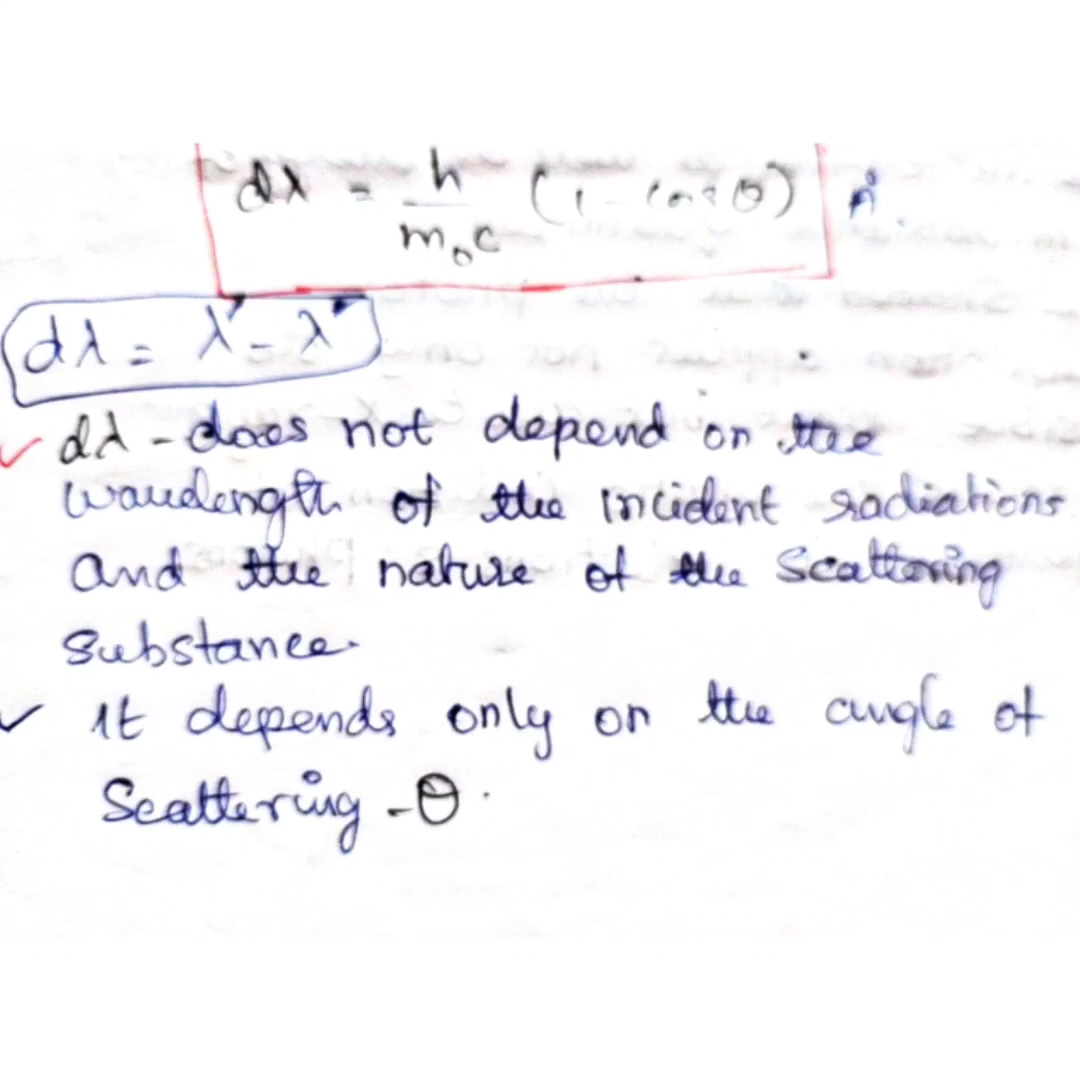 dλ = h/m₀c (1 - cosθ) Å.
dλ = λ' - λ
dλ - does not depend on the
wavelength of the incident radiations
and the nature of the scattering
substance.
It depends only on the angle of
Scattering - θ.